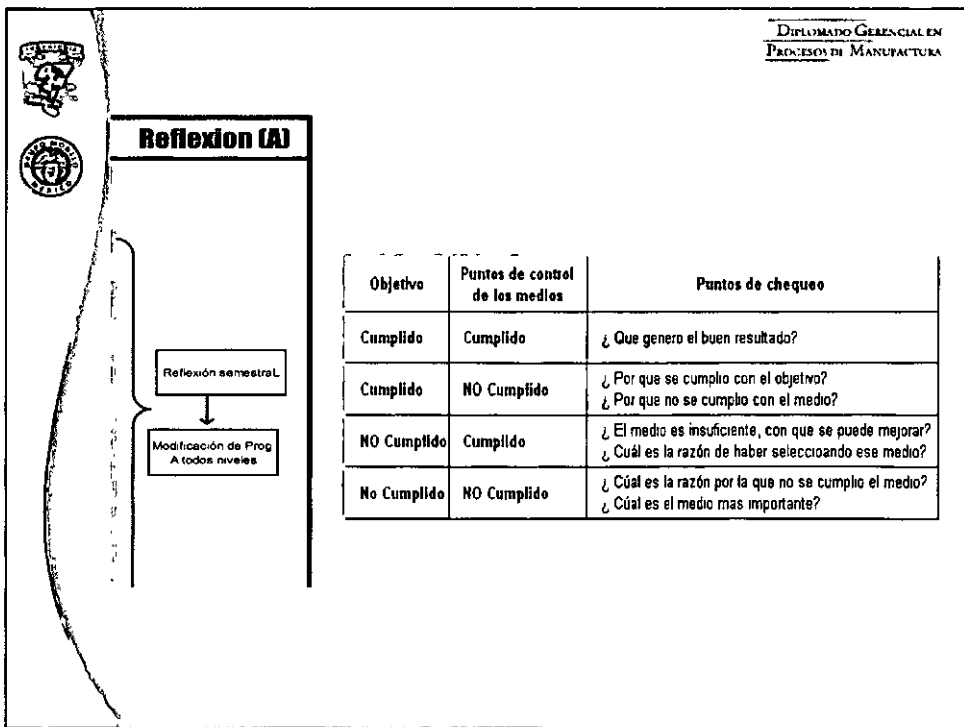 DIPLOMADO GERENCIAL EN
PROCESOS DE MANUFACTURA
Reflexion (A)
Reflexión semestraL
Modificación de Prog
A todos niveles
Objetivo
Puntos de control
de los medios
Puntos de chequeo
Cumplido
Cumplido
¿ Que genero el buen resultado?
Cumplido
NO Cumplido
¿ Por que se cumplio con el objetivo?
¿ Por que no se cumplio con el medio?
NO Cumplido
Cumplido
¿ El medio es insuficiente, con que se puede mejorar?
¿ Cuál es la razón de haber seleccioando ese medio?
No Cumplido
NO Cumplido
¿ Cúal es la razón por la que no se cumplio el medio?
¿ Cúal es el medio mas importante?